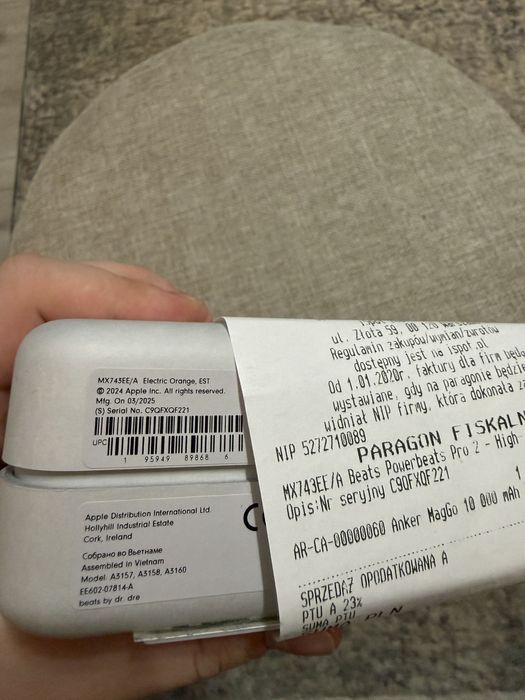 MX743EE/A Electric Orange, EST
© 2024 Apple Inc. All rights reserved.
Mfg. On 03/2025
(S) Serial No. C9QFXQF221
UPC
1 95949 89868 6
Apple Distribution International Ltd.
Hollyhill Industrial Estate
Cork, Ireland
Собрано во Вьетнаме
Assembled in Vietnam
Model: A3157, A3158, A3160
EE602-07814-A
beats by dr. dre
ul. Złota 59, 00 120
Regulamin zakupów/wymian/zwrotów
dostępny jest na ispot.pl
Od 1.01.2020r. faktury dla firm będą
wystawiane, gdy na paragonie będzie
widniał NIP firmy, która dokonała
NIP 5272710089
PARAGON FISKALN
MX743EE/A Beats Powerbeats Pro 2 - High
Opis:Nr seryjny C9QFXQF221
1
AR-CA-00000060 Anker MagGo 10 000 mAh
SPRZEDAŻ OPODATKOWANA A
PTU A 23%
SUMA PTU